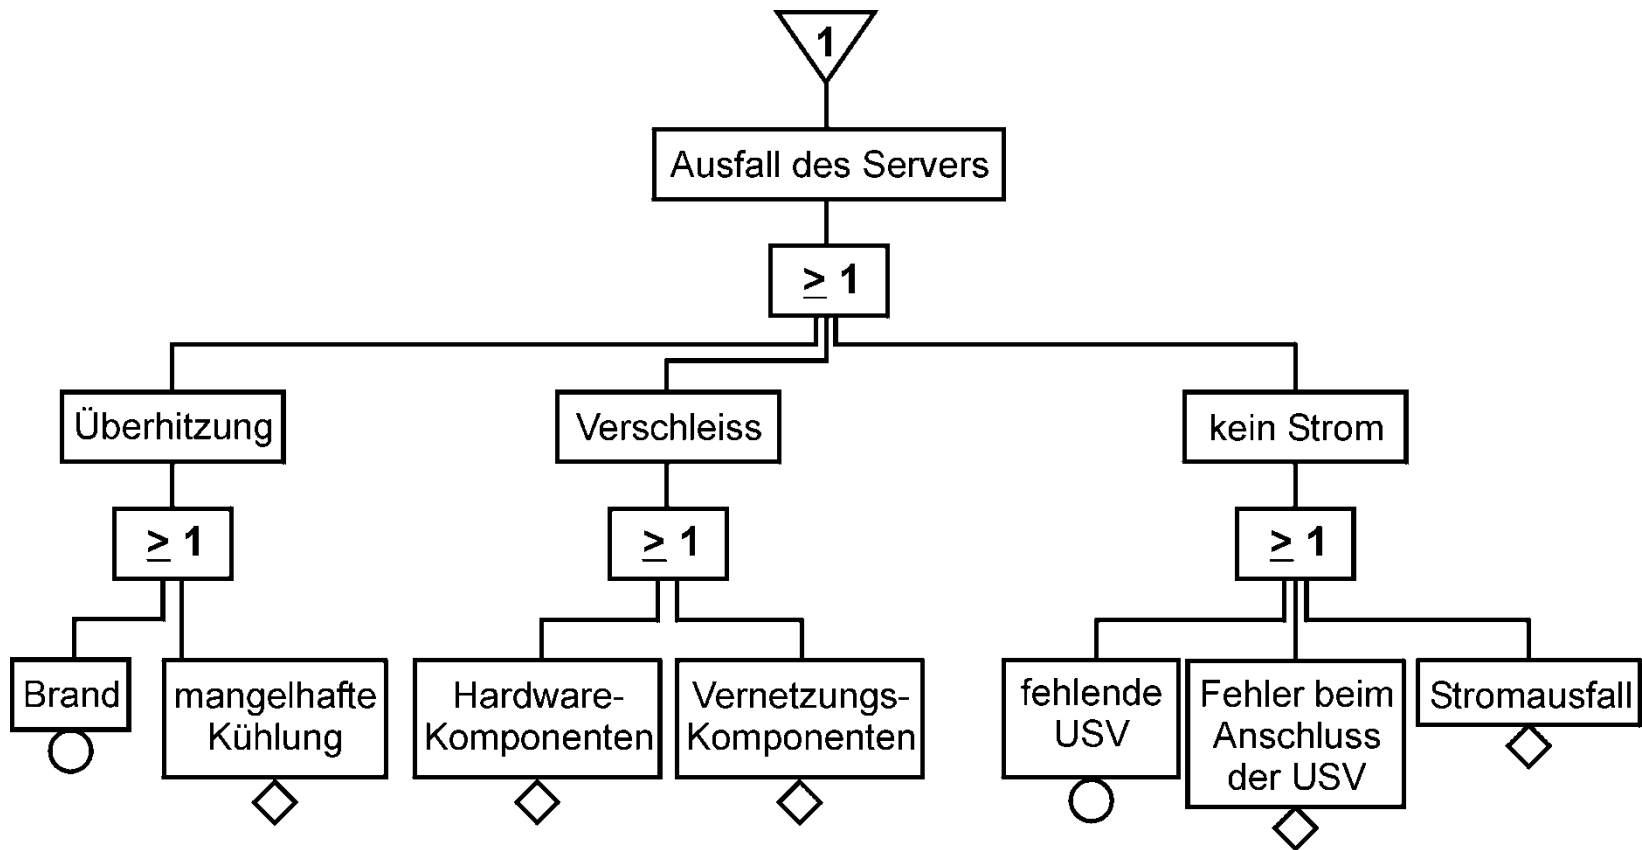 1
Ausfall des Servers
≥ 1
Überhitzung
Verschleiss
kein Strom
≥ 1
≥ 1
≥ 1
Brand
mangelhafte
Kühlung
Hardware-
Komponenten
Vernetzungs-
Komponenten
fehlende
USV
Fehler beim
Anschluss
der USV
Stromausfall